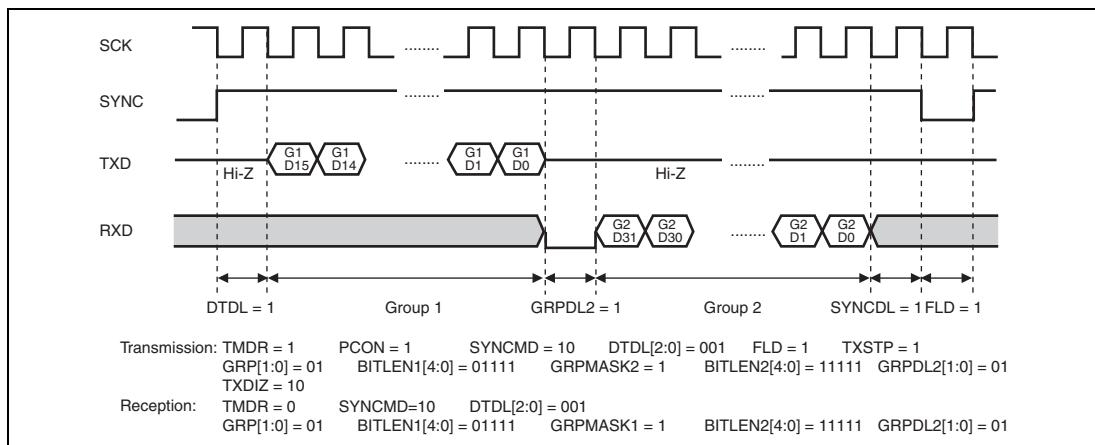 SCK
........ ........
SYNC
........ ........
TXD
G1 D15
G1 D14
........
G1 D1
G1 D0
........
Hi-Z
Hi-Z
RXD
G2 D31
G2 D30
........
G2 D1
G2 D0
DTDL = 1 Group 1 GRPDL2 = 1 Group 2 SYNCDL = 1 FLD = 1
Transmission: TMDR = 1 PCON = 1 SYNCMD = 10 DTDL[2:0] = 001 FLD = 1 TXSTP = 1
GRP[1:0] = 01 BITLEN1[4:0] = 01111 GRPMASK2 = 1 BITLEN2[4:0] = 11111 GRPDL2[1:0] = 01
TXDIZ = 10
Reception: TMDR = 0 SYNCMD=10 DTDL[2:0] = 001
GRP[1:0] = 01 BITLEN1[4:0] = 01111 GRPMASK1 = 1 BITLEN2[4:0] = 11111 GRPDL2[1:0] = 01